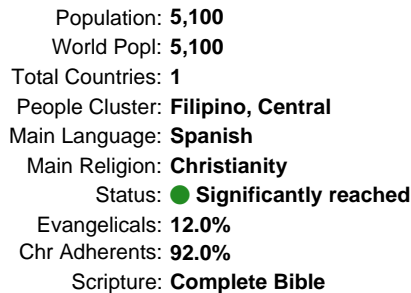 Population: 5,100
World Popl: 5,100
Total Countries: 1
People Cluster: Filipino, Central
Main Language: Spanish
Main Religion: Christianity
Status: Significantly reached
Evangelicals: 12.0%
Chr Adherents: 92.0%
Scripture: Complete Bible